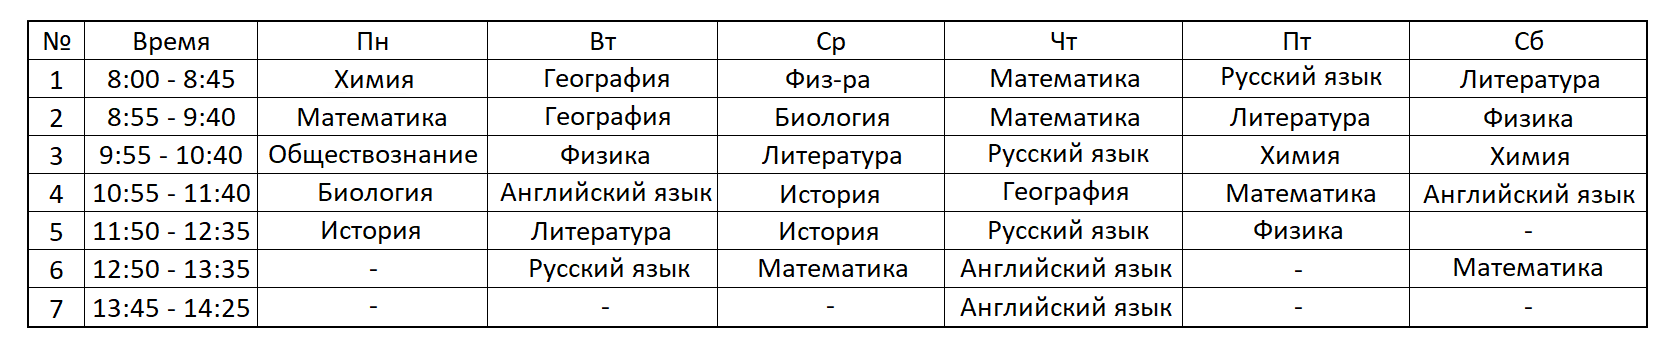 № Время Пн Вт Ср Чт Пт Сб
1 8:00 - 8:45 Химия География Физ-ра Математика Русский язык Литература
2 8:55 - 9:40 Математика География Биология Математика Литература Физика
3 9:55 - 10:40 Обществознание Физика Литература Русский язык Химия Химия
4 10:55 - 11:40 Биология Английский язык История География Математика Английский язык
5 11:50 - 12:35 История Литература История Русский язык Физика -
6 12:50 - 13:35 - Русский язык Математика Английский язык - Математика
7 13:45 - 14:25 - - - Английский язык - -